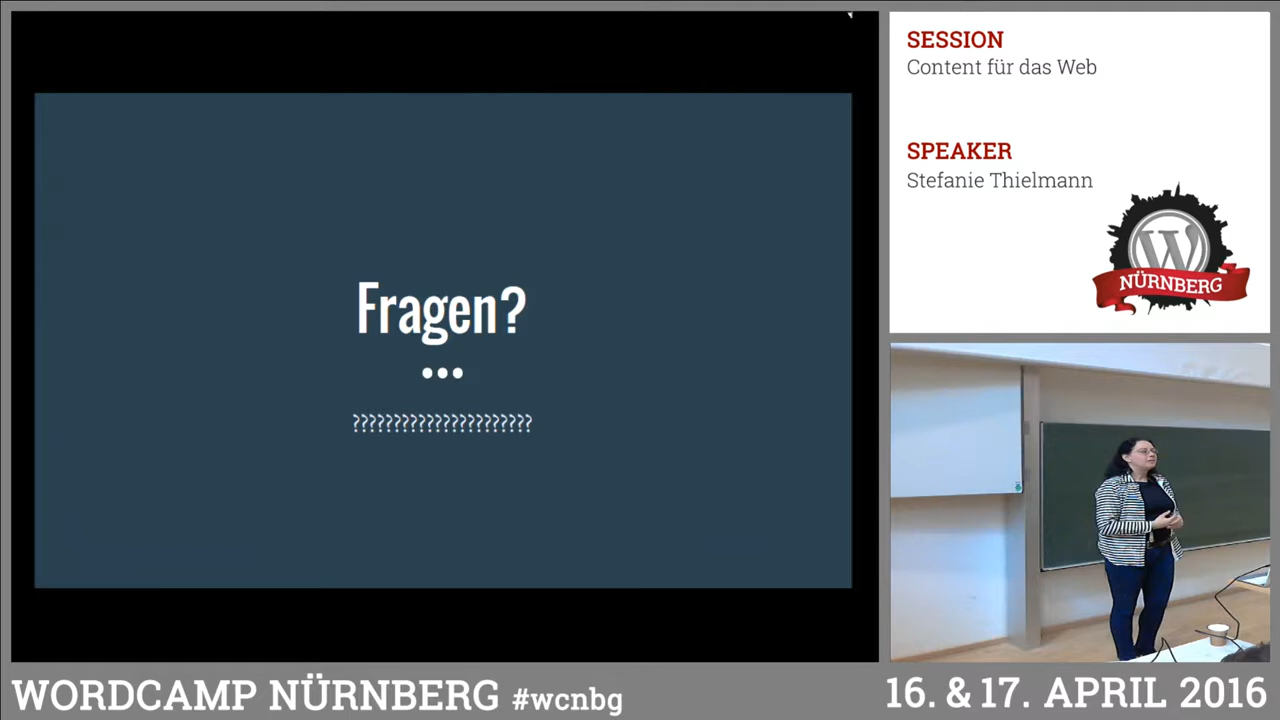 Fragen?
?????????????????????
SESSION
Content für das Web
SPEAKER
Stefanie Thielmann
W
NÜRNBERG
WORDCAMP NÜRNBERG #wcnbg
16. & 17. APRIL 2016